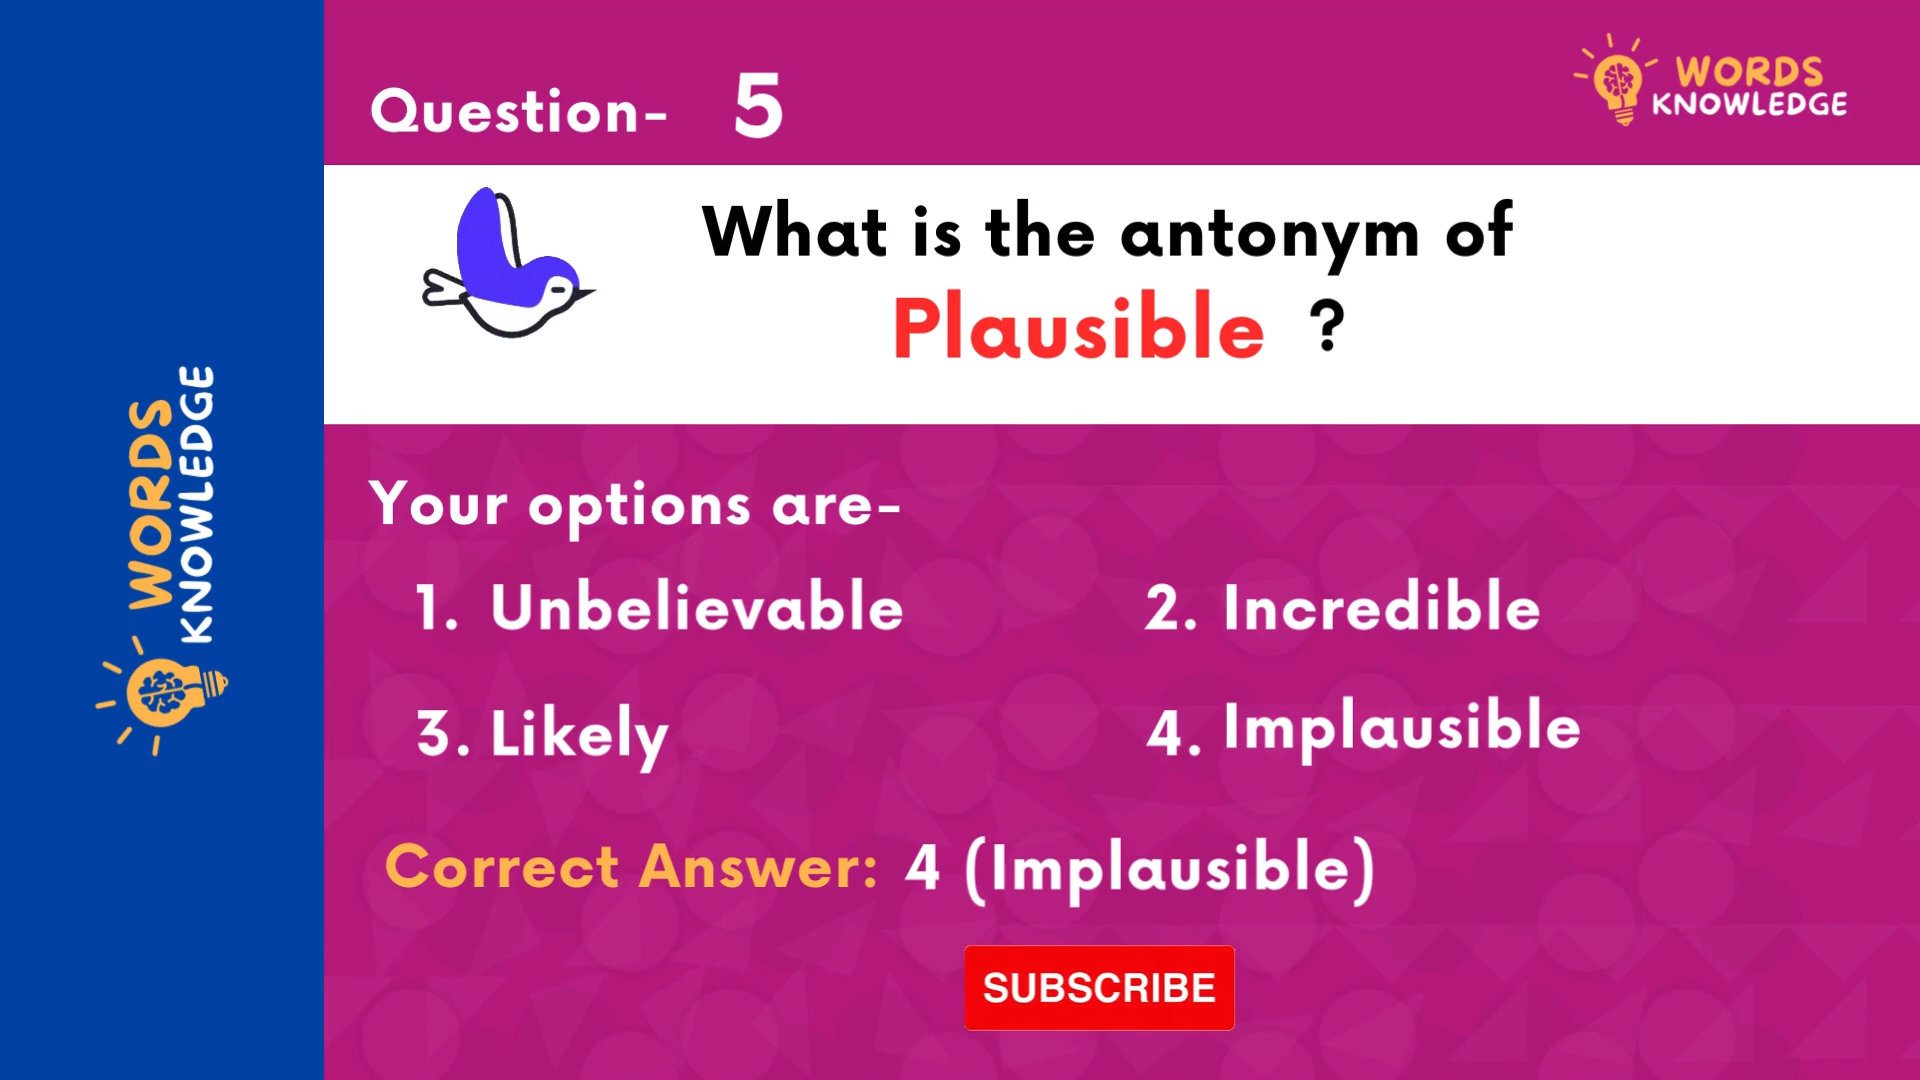 Question- 5
WORDS
KNOWLEDGE
What is the antonym of
Plausible ?
WORDS
KNOWLEDGE
Your options are-
1. Unbelievable
2. Incredible
3. Likely
4. Implausible
Correct Answer: 4 (Implausible)
SUBSCRIBE